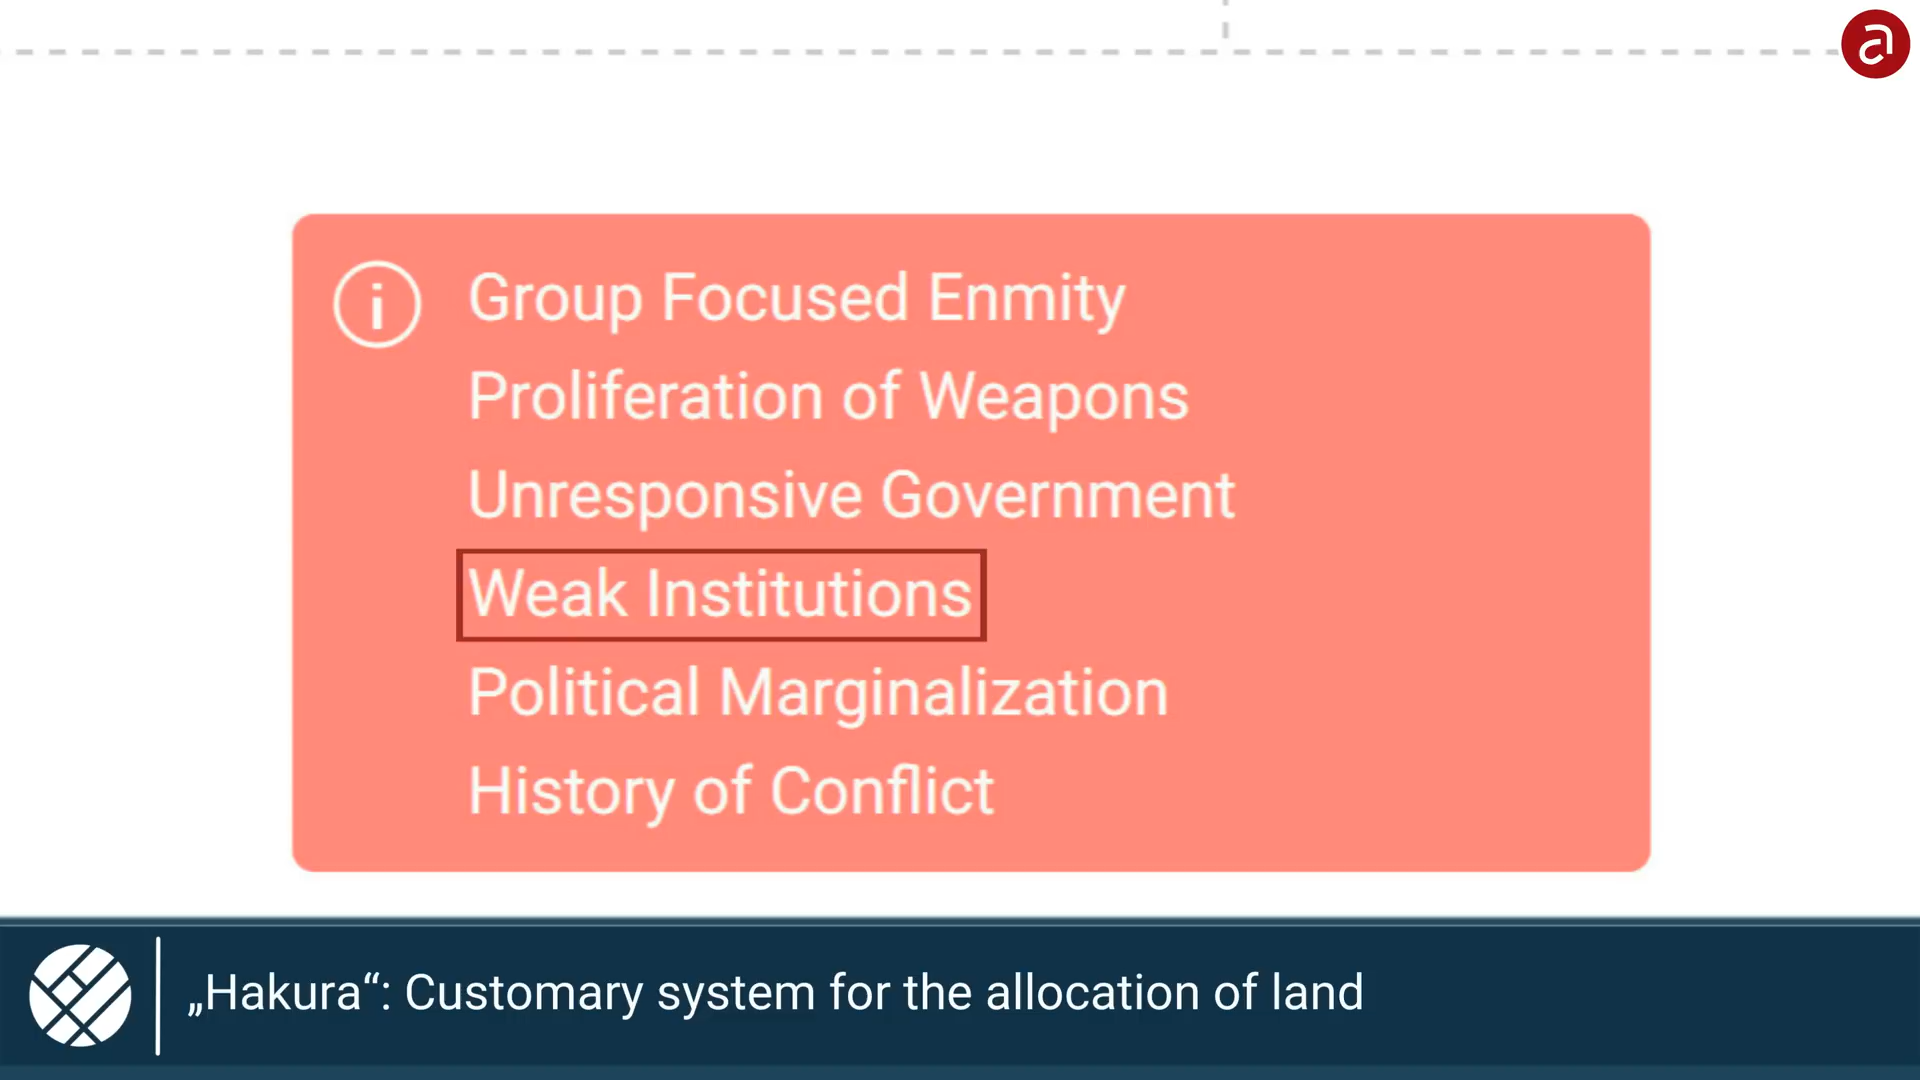 Group Focused Enmity
Proliferation of Weapons
Unresponsive Government
Weak Institutions
Political Marginalization
History of Conflict
„Hakura“: Customary system for the allocation of land